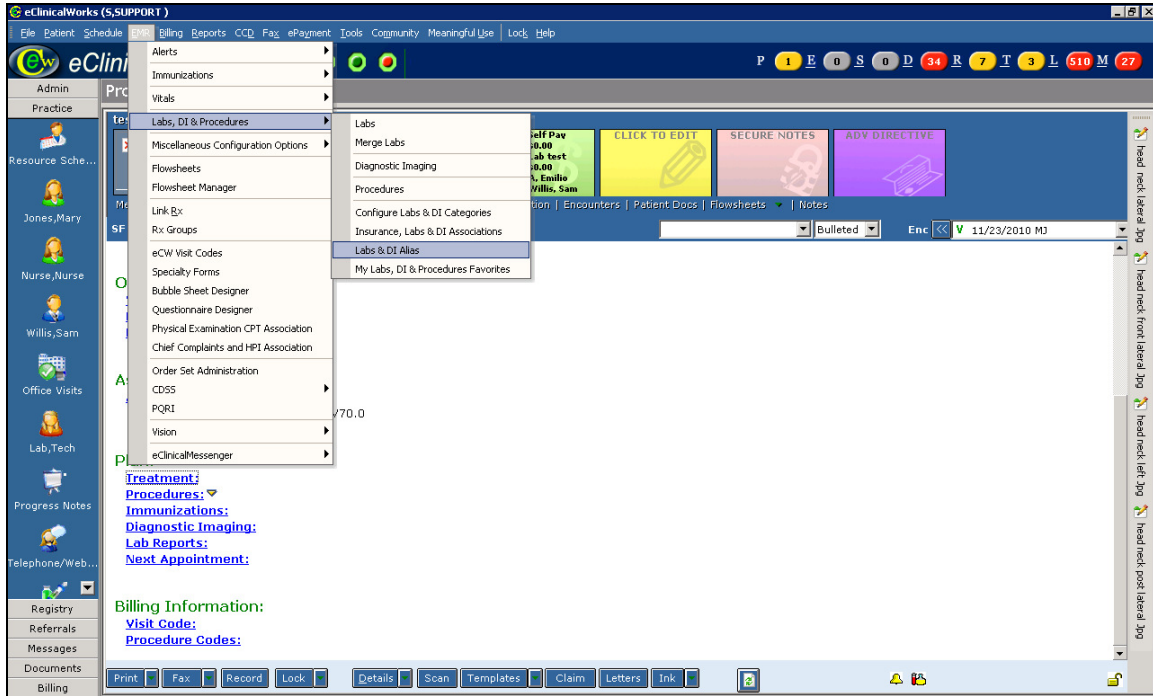 eClinicalWorks (S,SUPPORT )
File Patient Schedule EMR Billing Reports CCD Fax ePayment Tools Community Meaningful Use Lock Help
eCW eClini
P 1 E 0 S 0 D 34 R 7 T 3 L 510 M 27
Admin
Practice
Resource Sche...
Jones,Mary
Nurse,Nurse
Willis,Sam
Office Visits
Lab,Tech
Progress Notes
Telephone/Web...
Registry
Referrals
Messages
Documents
Billing
Alerts
Immunizations
Vitals
Labs, DI & Procedures
Miscellaneous Configuration Options
Flowsheets
Flowsheet Manager
Link Rx
Rx Groups
eCW Visit Codes
Specialty Forms
Bubble Sheet Designer
Questionnaire Designer
Physical Examination CPT Association
Chief Complaints and HPI Association
Order Set Administration
CDSS
PQRI
Vision
eClinicalMessenger
Labs
Merge Labs
Diagnostic Imaging
Procedures
Configure Labs & DI Categories
Insurance, Labs & DI Associations
Labs & DI Alias
My Labs, DI & Procedures Favorites
Self Pay
$0.00
Lab test
$0.00
A, Emilio
Willis, Sam
CLICK TO EDIT
SECURE NOTES
ADV DIRECTIVE
tion | Encounters | Patient Docs | Flowsheets | Notes
SF
Bulleted
Enc << V 11/23/2010 MJ
/70.0
Treatment:
Procedures:
Immunizations:
Diagnostic Imaging:
Lab Reports:
Next Appointment:
Billing Information:
Visit Code:
Procedure Codes:
Print Fax Record Lock Details Scan Templates Claim Letters Ink
head neck lateral Jpg
head neck front lateral Jpg
head neck left Jpg
head neck post lateral Jpg